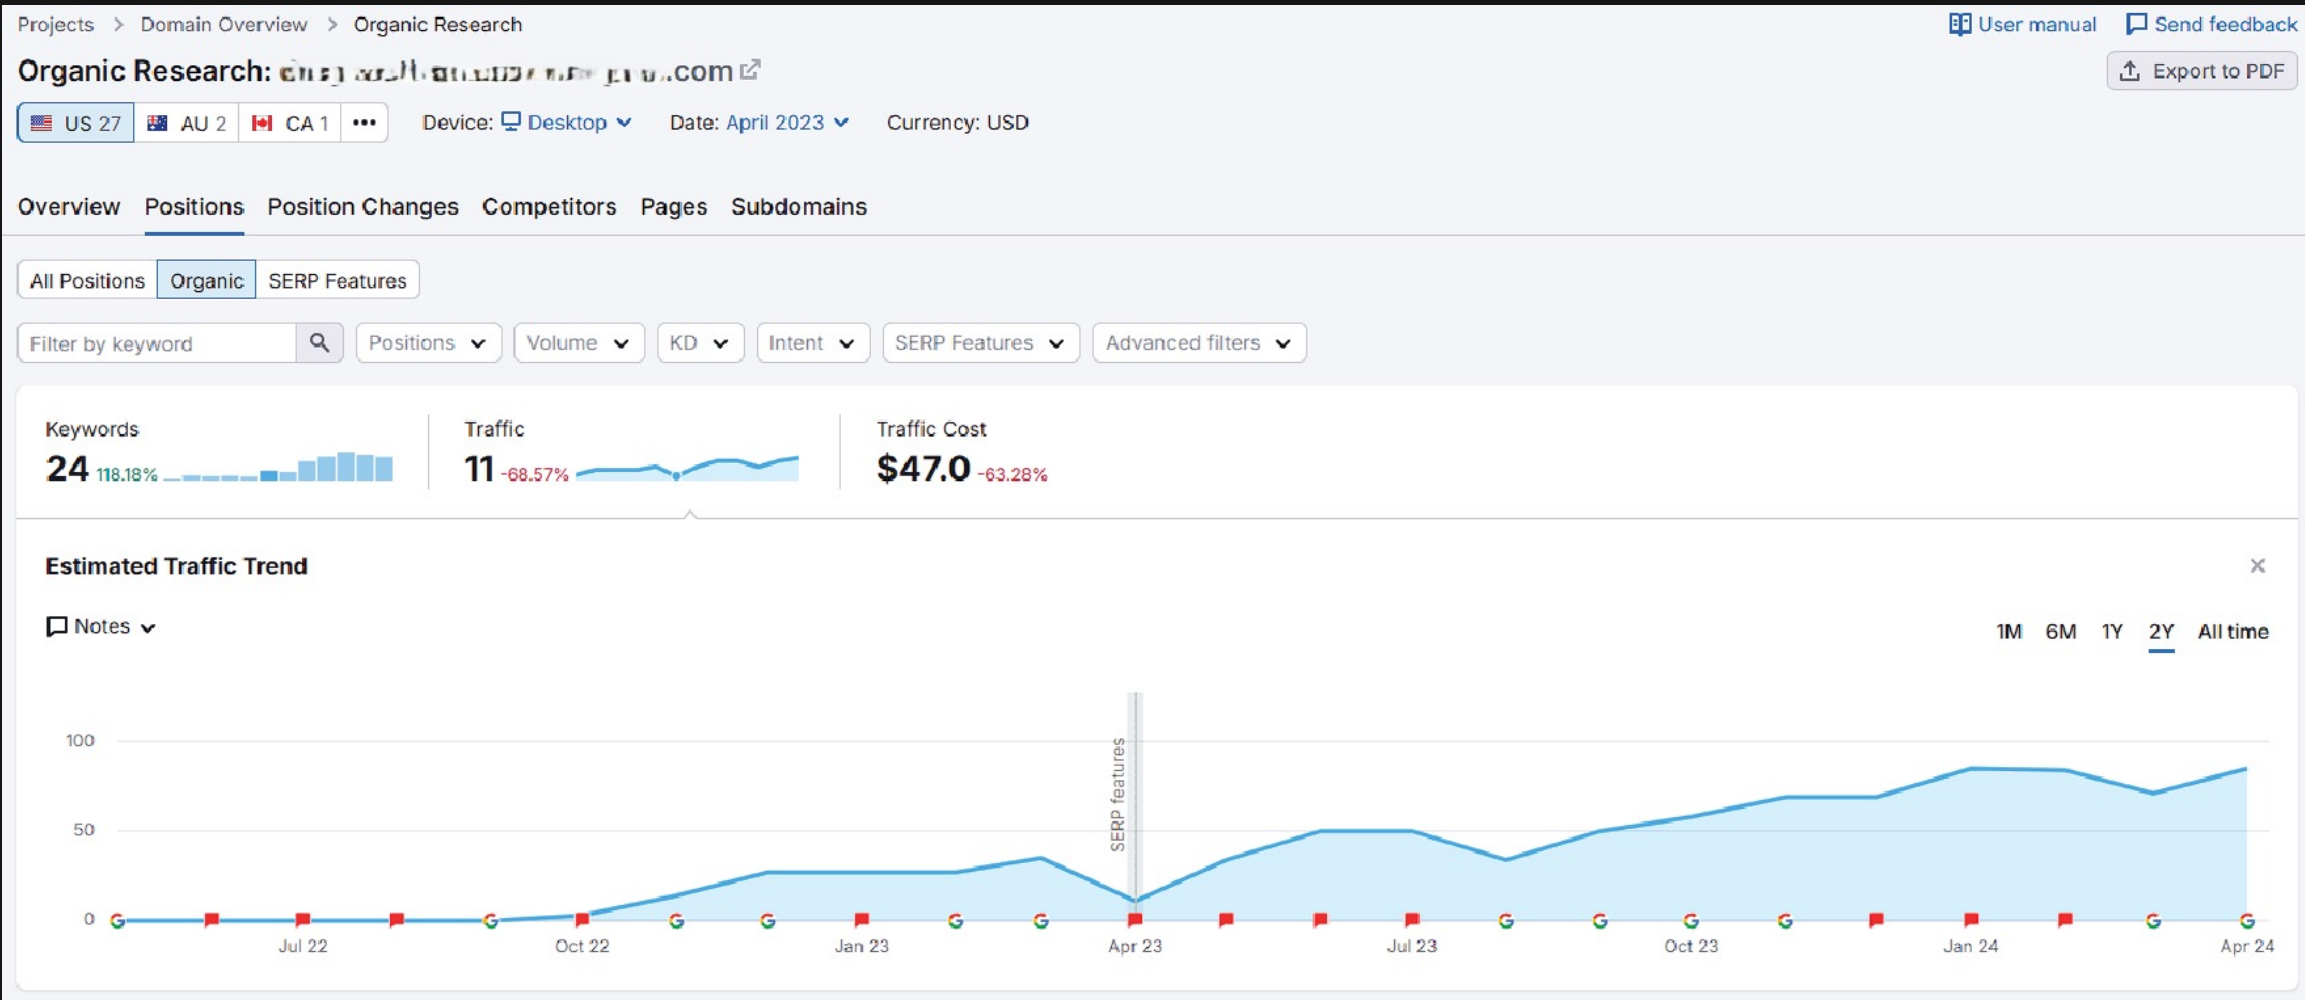 Projects > Domain Overview > Organic Research
User manual
Send feedback
Organic Research: .com
Export to PDF
US 27
AU 2
CA 1
•••
Device: Desktop
Date: April 2023
Currency: USD
Overview
Positions
Position Changes
Competitors
Pages
Subdomains
All Positions
Organic
SERP Features
Filter by keyword
Positions
Volume
KD
Intent
SERP Features
Advanced filters
Keywords
24 118.18%
Traffic
11 -68.57%
Traffic Cost
$47.0 -63.28%
Estimated Traffic Trend
Notes
1M 6M 1Y 2Y All time
100
50
0
SERP features
Jul 22
Oct 22
Jan 23
Apr 23
Jul 23
Oct 23
Jan 24
Apr 24